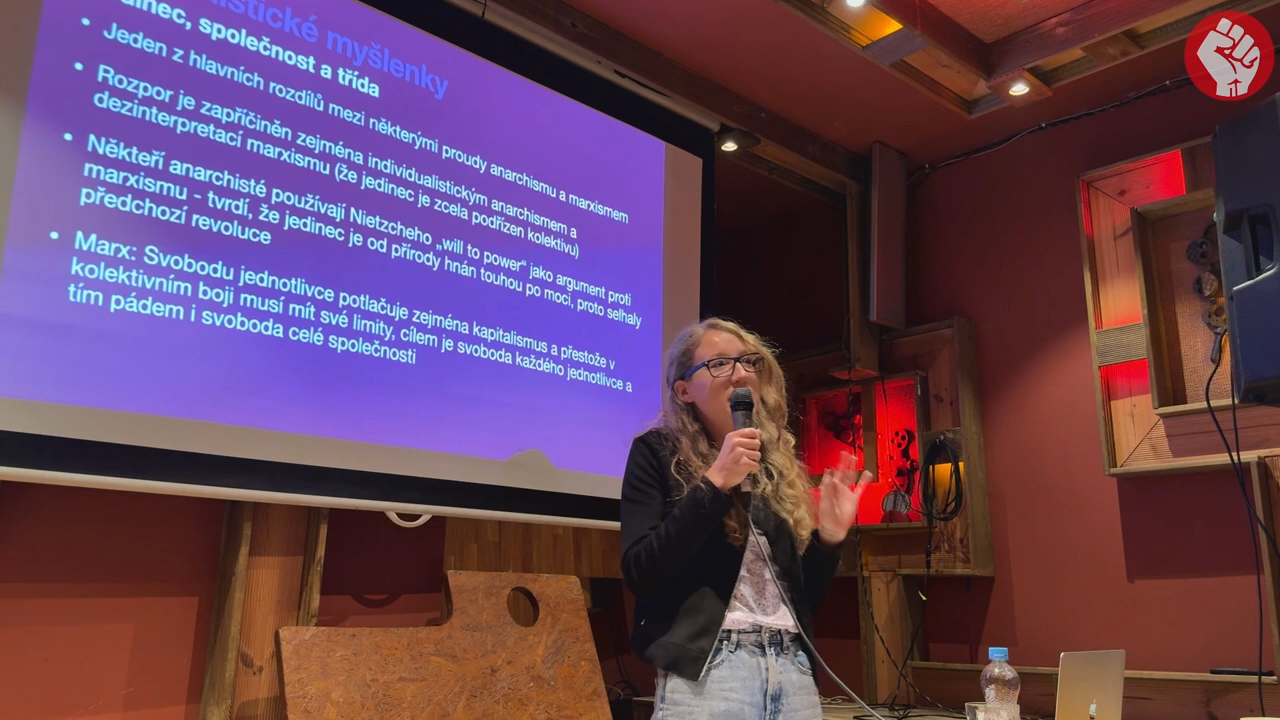 myšlenky
společnost a třída
Jeden z hlavních rozdílů mezi některými proudy anarchismu a marxismem
Rozpor je zapříčiněn zejména individualistickým anarchismem a
dezinterpretací marxismu (že jedinec je zcela podřízen kolektivu)
Někteří anarchisté používají Nietzcheho „will to power“ jako argument proti
marxismu - tvrdí, že jedinec je od přírody hnán touhou po moci, proto selhaly
předchozí revoluce
Marx: Svobodu jednotlivce potlačuje zejména kapitalismus a přestože v
kolektivním boji musí mít své limity, cílem je svoboda každého jednotlivce a
tím pádem i svoboda celé společnosti